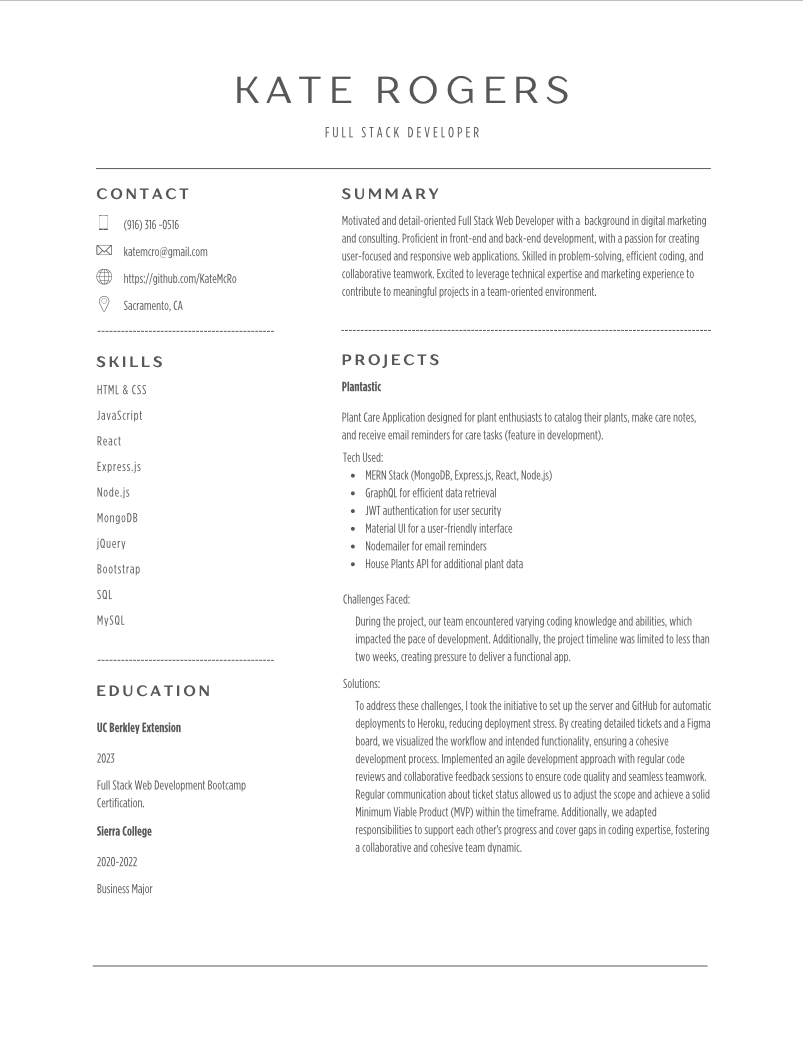 KATE ROGERS
FULL STACK DEVELOPER
CONTACT
(916) 316 -0516
katemcro@gmail.com
https://github.com/KateMcRo
Sacramento, CA
SKILLS
HTML & CSS
JavaScript
React
Express.js
Node.js
MongoDB
jQuery
Bootstrap
SQL
MySQL
EDUCATION
UC Berkley Extension
2023
Full Stack Web Development Bootcamp
Certification.
Sierra College
2020-2022
Business Major
SUMMARY
Motivated and detail-oriented Full Stack Web Developer with a  background in digital marketing
and consulting. Proficient in front-end and back-end development, with a passion for creating
user-focused and responsive web applications. Skilled in problem-solving, efficient coding, and
collaborative teamwork. Excited to leverage technical expertise and marketing experience to
contribute to meaningful projects in a team-oriented environment.
PROJECTS
Plantastic
Plant Care Application designed for plant enthusiasts to catalog their plants, make care notes,
and receive email reminders for care tasks (feature in development).
Tech Used:
• MERN Stack (MongoDB, Express.js, React, Node.js)
• GraphQL for efficient data retrieval
• JWT authentication for user security
• Material UI for a user-friendly interface
• Nodemailer for email reminders
• House Plants API for additional plant data
Challenges Faced:
During the project, our team encountered varying coding knowledge and abilities, which
impacted the pace of development. Additionally, the project timeline was limited to less than
two weeks, creating pressure to deliver a functional app.
Solutions:
To address these challenges, I took the initiative to set up the server and GitHub for automatic
deployments to Heroku, reducing deployment stress. By creating detailed tickets and a Figma
board, we visualized the workflow and intended functionality, ensuring a cohesive
development process. Implemented an agile development approach with regular code
reviews and collaborative feedback sessions to ensure code quality and seamless teamwork.
Regular communication about ticket status allowed us to adjust the scope and achieve a solid
Minimum Viable Product (MVP) within the timeframe. Additionally, we adapted
responsibilities to support each other's progress and cover gaps in coding expertise, fostering
a collaborative and cohesive team dynamic.